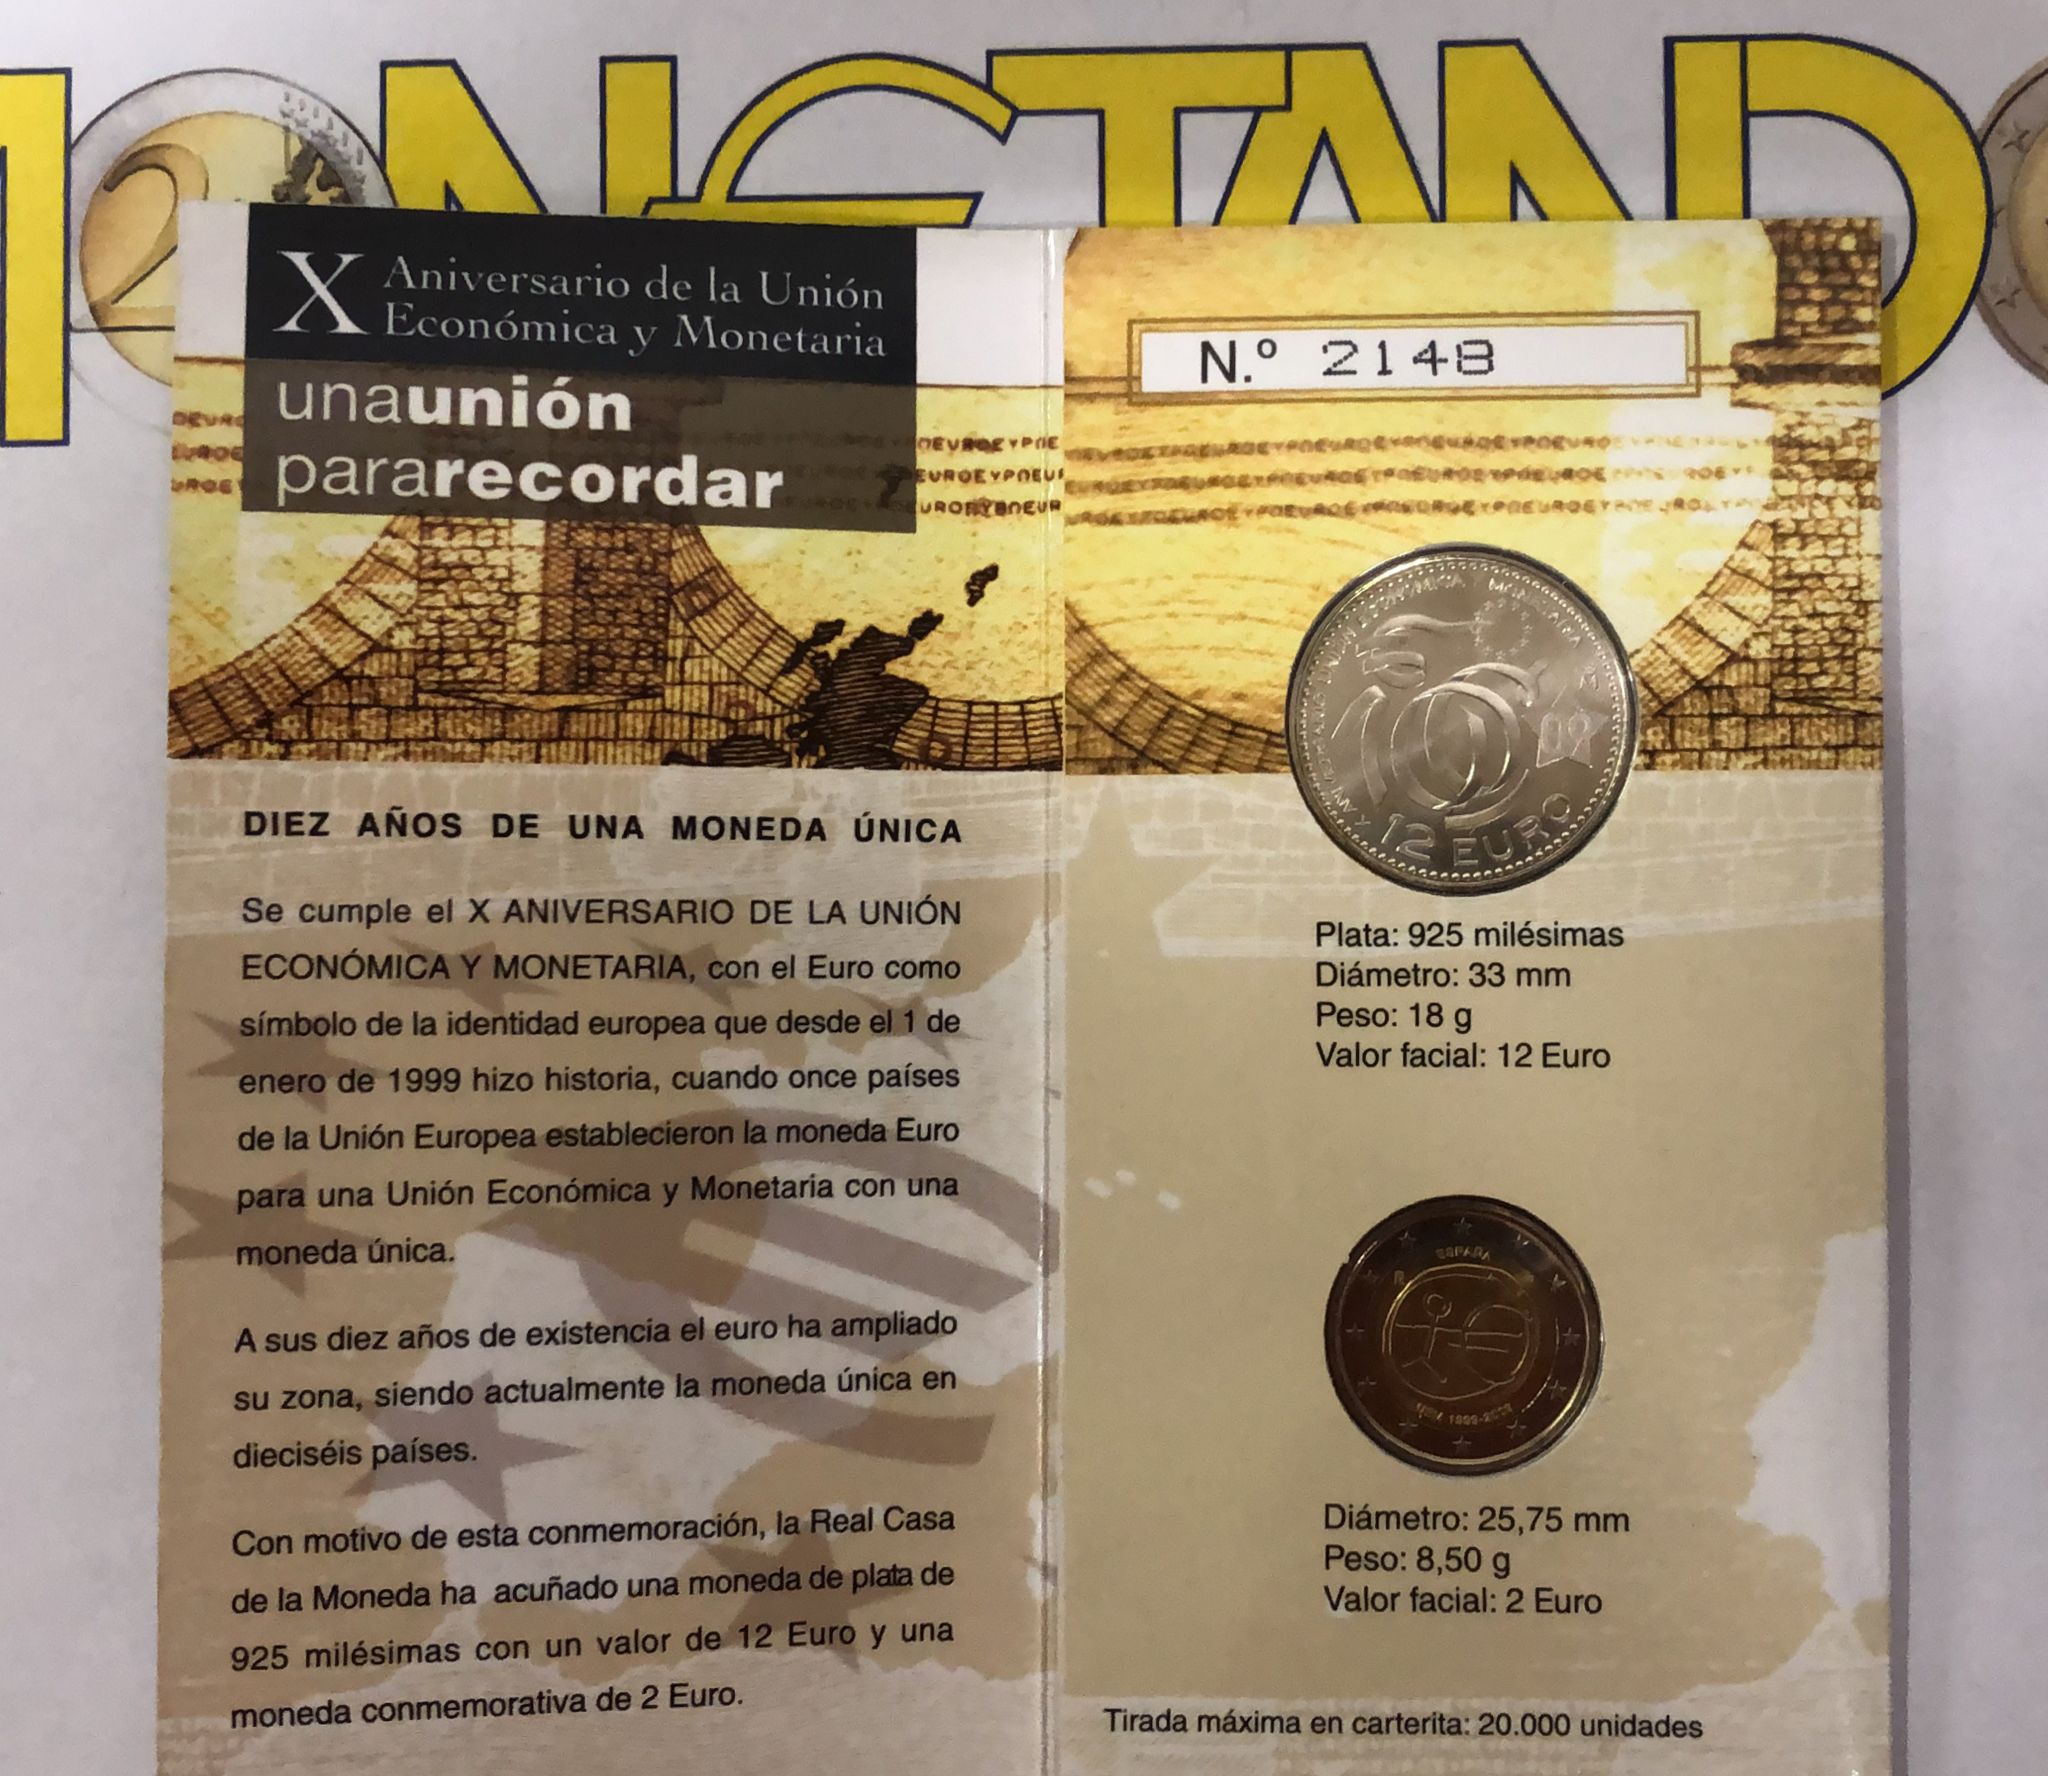 X Aniversario de la Unión
Económica y Monetaria
unaunión
pararecordar
DIEZ AÑOS DE UNA MONEDA ÚNICA
Se cumple el X ANIVERSARIO DE LA UNIÓN
ECONÓMICA Y MONETARIA, con el Euro como
símbolo de la identidad europea que desde el 1 de
enero de 1999 hizo historia, cuando once países
de la Unión Europea establecieron la moneda Euro
para una Unión Económica y Monetaria con una
moneda única.
A sus diez años de existencia el euro ha ampliado
su zona, siendo actualmente la moneda única en
dieciséis países.
Con motivo de esta conmemoración, la Real Casa
de la Moneda ha acuñado una moneda de plata de
925 milésimas con un valor de 12 Euro y una
moneda conmemorativa de 2 Euro.
N.º 2148
ECONÓMICA Y MONETARIA
10
09
12 EURO
Plata: 925 milésimas
Diámetro: 33 mm
Peso: 18 g
Valor facial: 12 Euro
ESPAÑA
1999-2009
Diámetro: 25,75 mm
Peso: 8,50 g
Valor facial: 2 Euro
Tirada máxima en carterita: 20.000 unidades